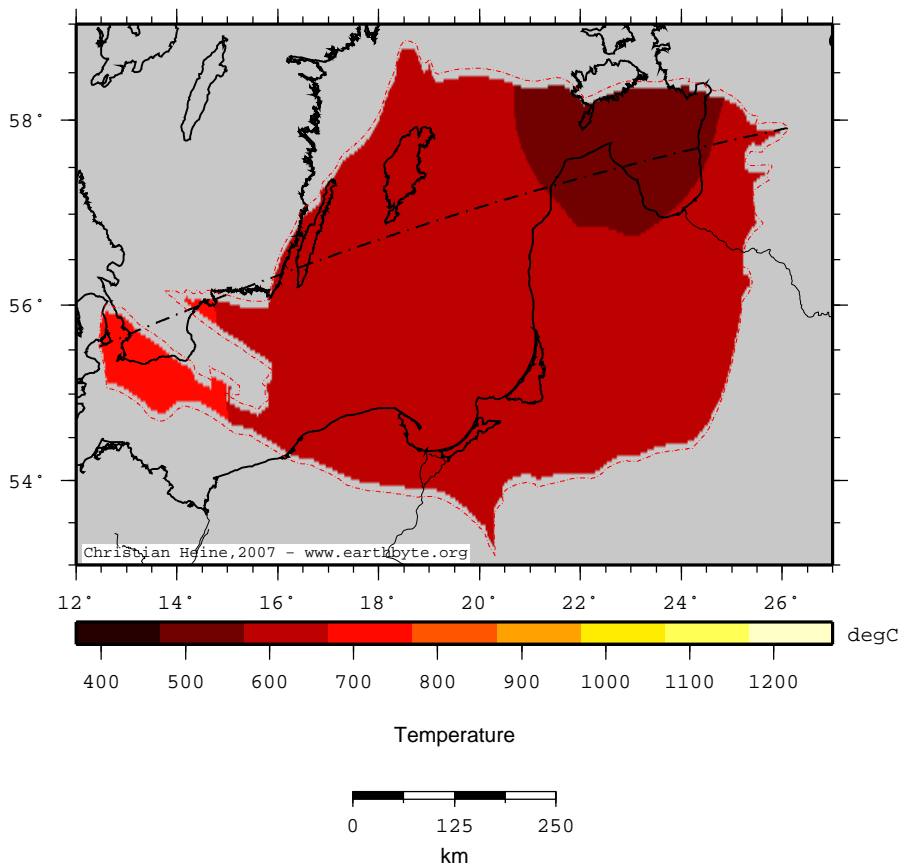 58°
56°
54°
Christian Heine,2007 - www.earthbyte.org
12° 14° 16° 18° 20° 22° 24° 26°
degC
400 500 600 700 800 900 1000 1100 1200
Temperature
0 125 250
km